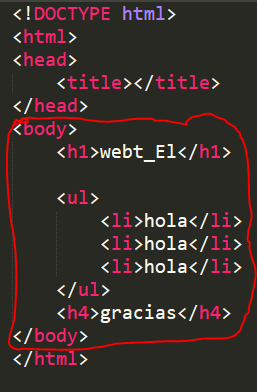 <!DOCTYPE html>
<html>
<head>
<title></title>
</head>
<body>
<h1>webt_El</h1>
<ul>
<li>hola</li>
<li>hola</li>
<li>hola</li>
</ul>
<h4>gracias</h4>
</body>
</html>